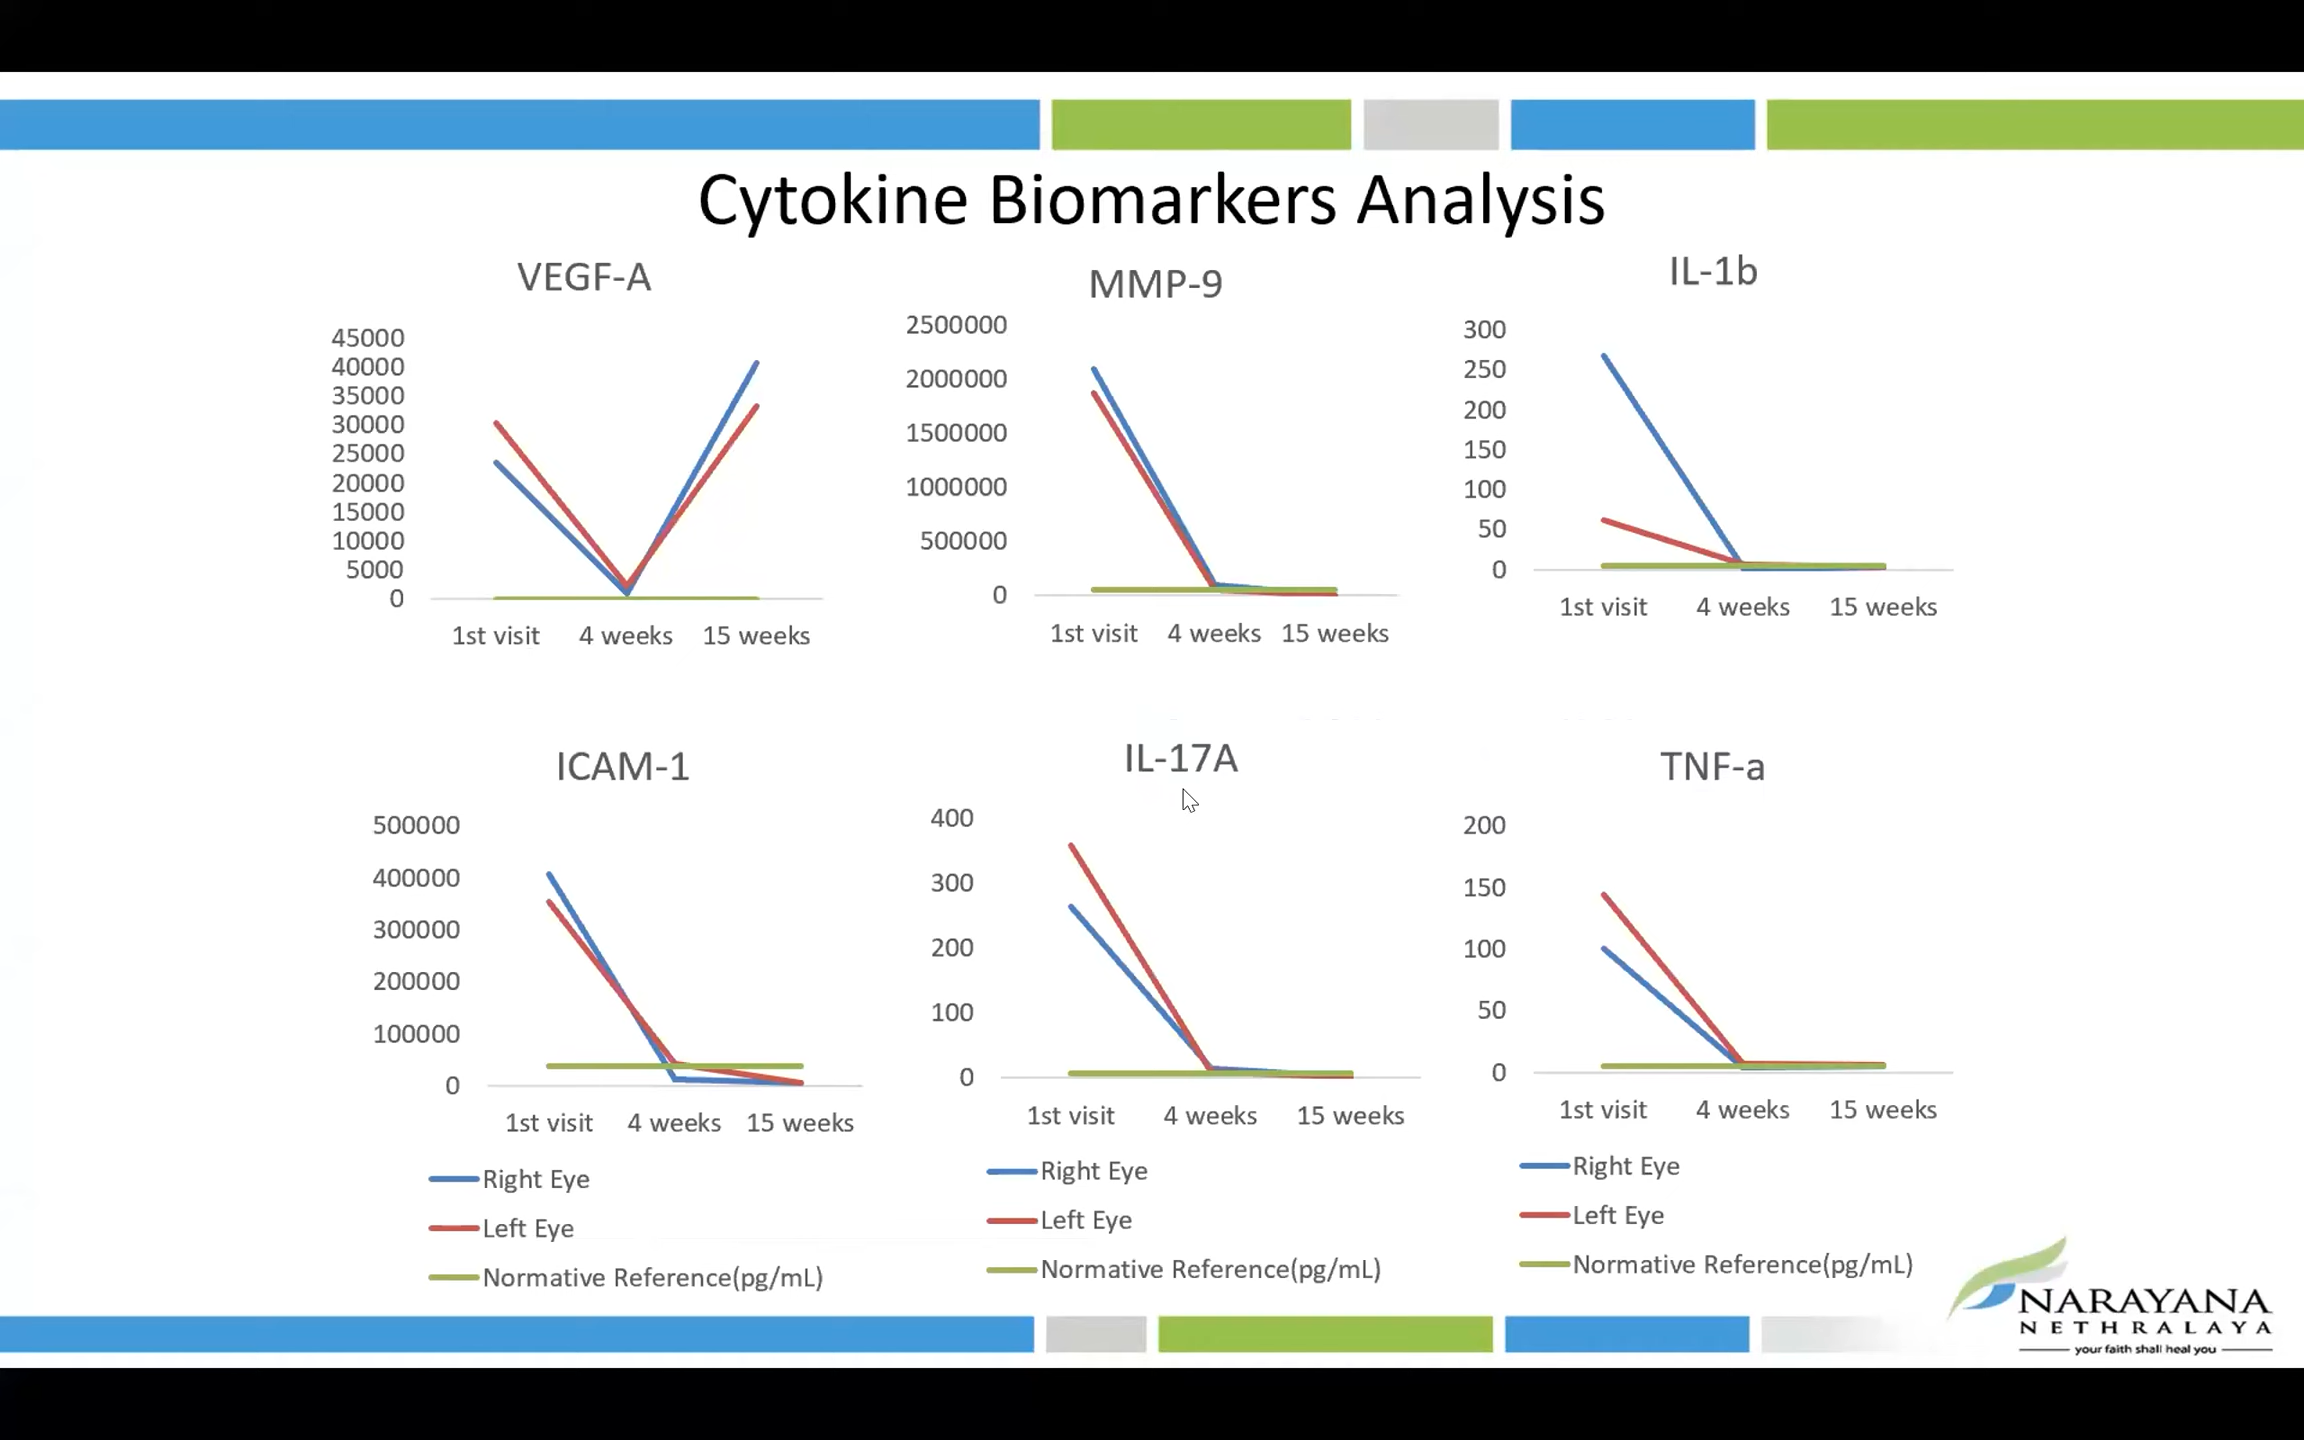 Cytokine Biomarkers Analysis
VEGF-A
45000
40000
35000
30000
25000
20000
15000
10000
5000
0
1st visit 4 weeks 15 weeks
MMP-9
2500000
2000000
1500000
1000000
500000
0
1st visit 4 weeks 15 weeks
IL-1b
300
250
200
150
100
50
0
1st visit 4 weeks 15 weeks
ICAM-1
500000
400000
300000
200000
100000
0
1st visit 4 weeks 15 weeks
Right Eye
Left Eye
Normative Reference(pg/mL)
IL-17A
400
300
200
100
0
1st visit 4 weeks 15 weeks
Right Eye
Left Eye
Normative Reference(pg/mL)
TNF-a
200
150
100
50
0
1st visit 4 weeks 15 weeks
Right Eye
Left Eye
Normative Reference(pg/mL)
NARAYANA
NETHRALAYA
your faith shall heal you